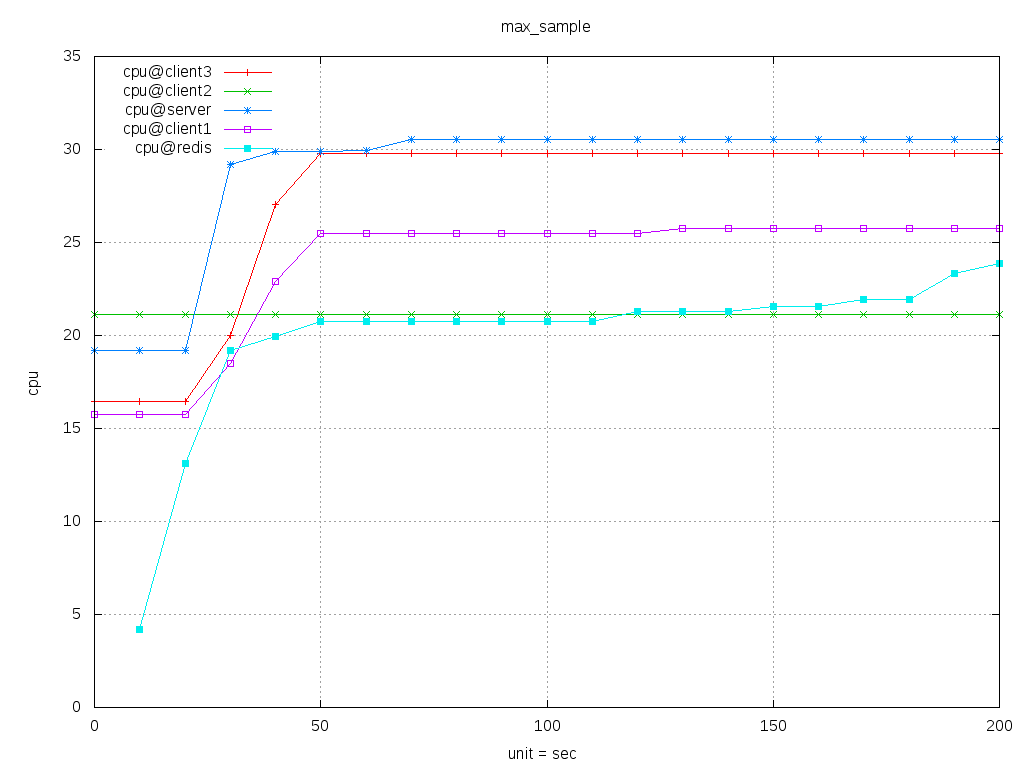 max_sample
35
30
25
20
15
10
5
0
cpu
cpu@client3
cpu@client2
cpu@server
cpu@client1
cpu@redis
0 50 100 150 200
unit = sec